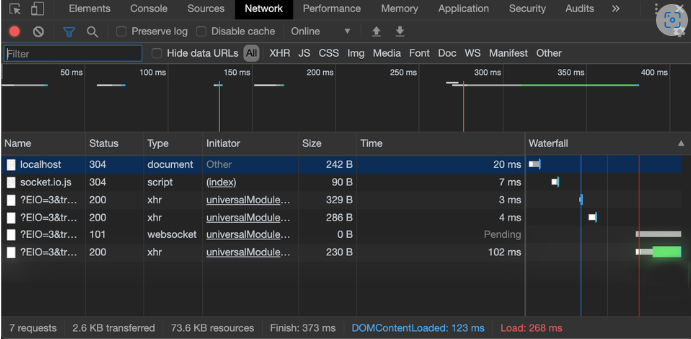 Elements Console Sources Network Performance Memory Application Security Audits »
Preserve log Disable cache Online
Filter Hide data URLs All XHR JS CSS Img Media Font Doc WS Manifest Other
50 ms 100 ms 150 ms 200 ms 250 ms 300 ms 350 ms 400 ms
Name Status Type Initiator Size Time Waterfall
localhost 304 document Other 242 B 20 ms
socket.io.js 304 script (index) 90 B 7 ms
?EIO=3&tr... 200 xhr universalModule... 329 B 3 ms
?EIO=3&tr... 200 xhr universalModule... 286 B 4 ms
?EIO=3&tr... 101 websocket universalModule... 0 B Pending
?EIO=3&tr... 200 xhr universalModule... 230 B 102 ms
7 requests 2.6 KB transferred 73.6 KB resources Finish: 373 ms DOMContentLoaded: 123 ms Load: 268 ms